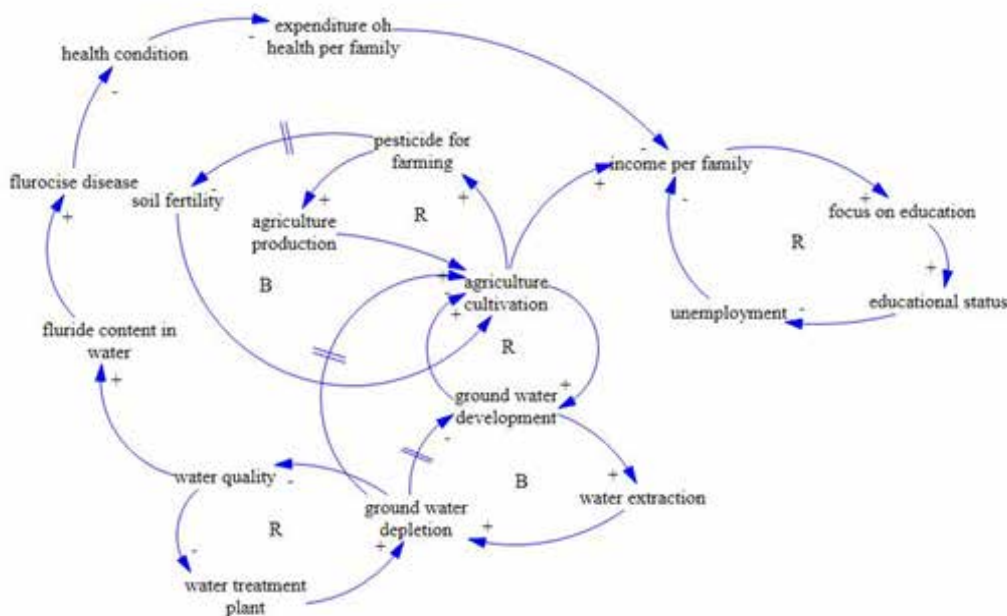 expenditure oh
health per family
health condition
pesticide for
farming
income per family
flurocise disease
soil fertility
focus on education
agriculture
production
R
R
B
agriculture
cultivation
unemployment
educational status
fluride content in
water
R
ground water
development
water quality
B
water extraction
ground water
depletion
R
water treatment
plant